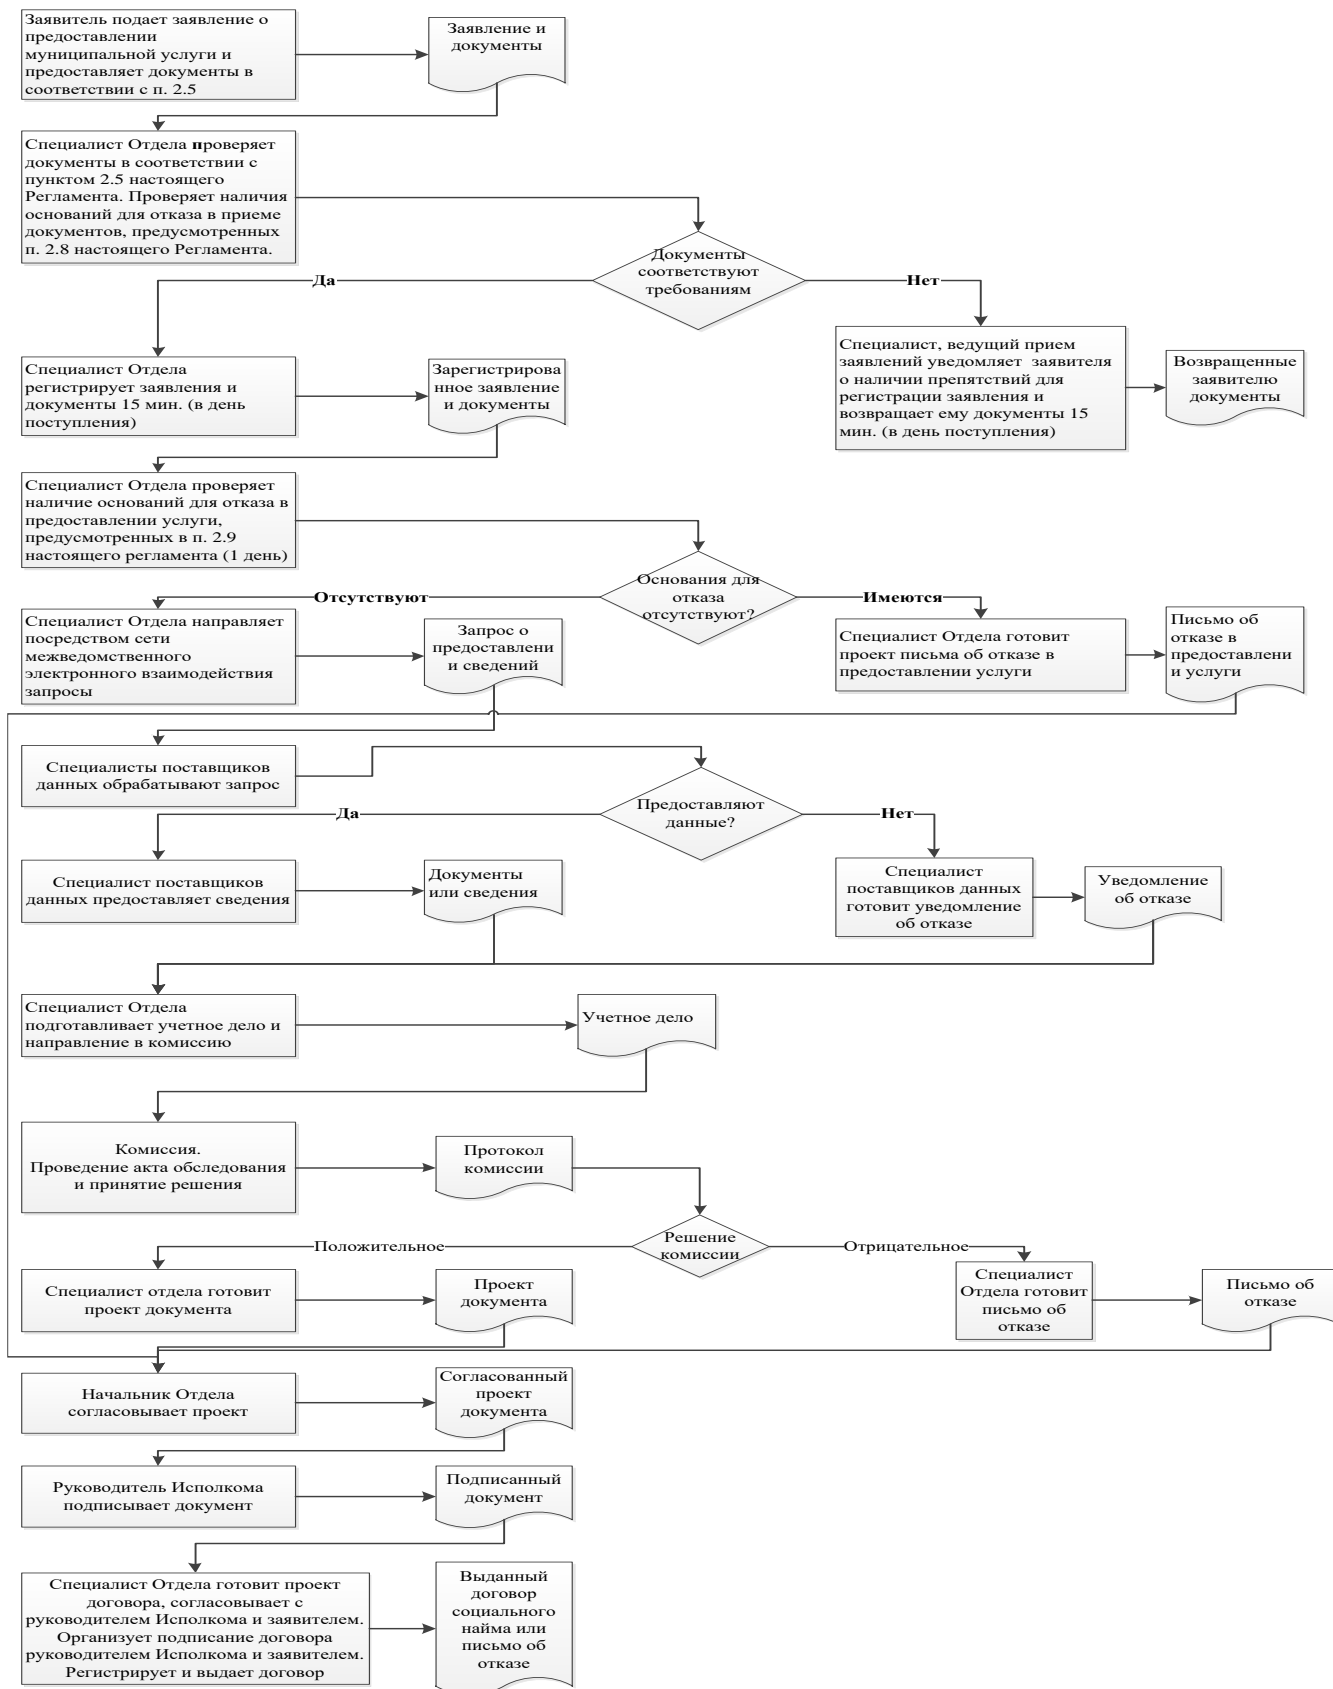 Заявитель подает заявление о
предоставлении
муниципальной услуги и
предоставляет документы в
соответствии с п. 2.5
Заявление и
документы
Специалист Отдела проверяет
документы в соответствии с
пунктом 2.5 настоящего
Регламента. Проверяет наличия
оснований для отказа в приеме
документов, предусмотренных
п. 2.8 настоящего Регламента.
Документы
соответствуют
требованиям
Да
Нет
Специалист Отдела
регистрирует заявления и
документы 15 мин. (в день
поступления)
Зарегистрирова
нное заявление
и документы
Специалист, ведущий прием
заявлений уведомляет заявителя
о наличии препятствий для
регистрации заявления и
возвращает ему документы 15
мин. (в день поступления)
Возвращенные
заявителю
документы
Специалист Отдела проверяет
наличие оснований для отказа в
предоставлении услуги,
предусмотренных в п. 2.9
настоящего регламента (1 день)
Основания для
отказа
отсутствуют?
Отсутствуют
Имеются
Специалист Отдела направляет
посредством сети
межведомственного
электронного взаимодействия
запросы
Запрос о
предоставлени
и сведений
Специалист Отдела готовит
проект письма об отказе в
предоставлении услуги
Письмо об
отказе в
предоставлени
и услуги
Специалисты поставщиков
данных обрабатывают запрос
Предоставляют
данные?
Да
Нет
Специалист поставщиков
данных предоставляет сведения
Документы
или сведения
Специалист
поставщиков данных
готовит уведомление
об отказе
Уведомление
об отказе
Специалист Отдела
подготавливает учетное дело и
направление в комиссию
Учетное дело
Комиссия.
Проведение акта обследования
и принятие решения
Протокол
комиссии
Решение
комиссии
Положительное
Отрицательное
Специалист отдела готовит
проект документа
Проект
документа
Специалист
Отдела готовит
письмо об
отказе
Письмо об
отказе
Начальник Отдела
согласовывает проект
Согласованный
проект
документа
Руководитель Исполкома
подписывает документ
Подписанный
документ
Специалист Отдела готовит проект
договора, согласовывает с
руководителем Исполкома и заявителем.
Организует подписание договора
руководителем Исполкома и заявителем.
Регистрирует и выдает договор
Выданный
договор
социального
найма или
письмо об
отказе